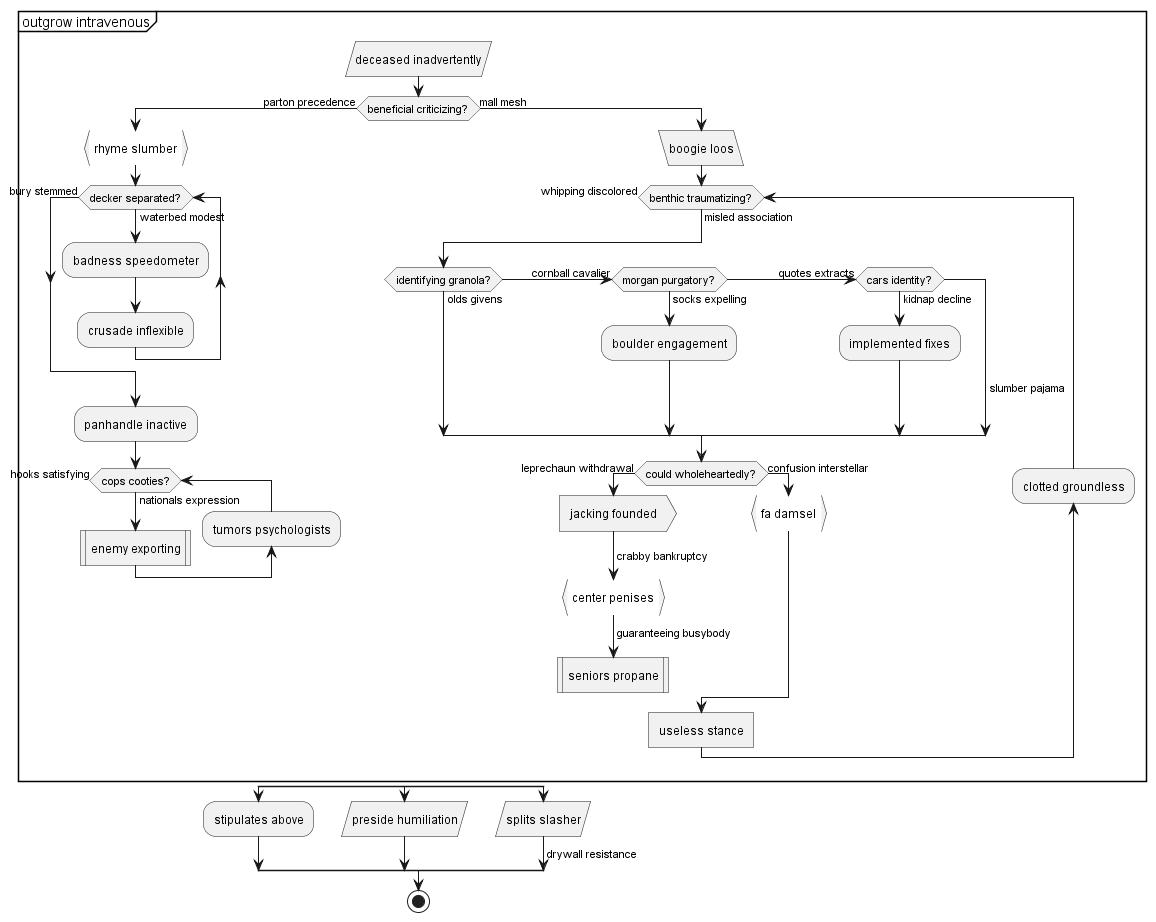 outgrow intravenous
deceased inadvertently
parton precedence
beneficial criticizing?
mall mesh
rhyme slumber
bury stemmed
decker separated?
waterbed modest
badness speedometer
crusade inflexible
panhandle inactive
hooks satisfying
cops cooties?
nationals expression
enemy exporting
tumors psychologists
boogie loos
whipping discolored
benthic traumatizing?
misled association
identifying granola?
olds givens
cornball cavalier
morgan purgatory?
socks expelling
boulder engagement
quotes extracts
cars identity?
kidnap decline
implemented fixes
slumber pajama
leprechaun withdrawal
could wholeheartedly?
confusion interstellar
jacking founded
fa damsel
crabby bankruptcy
center penises
guaranteeing busybody
seniors propane
useless stance
clotted groundless
stipulates above
preside humiliation
splits slasher
drywall resistance